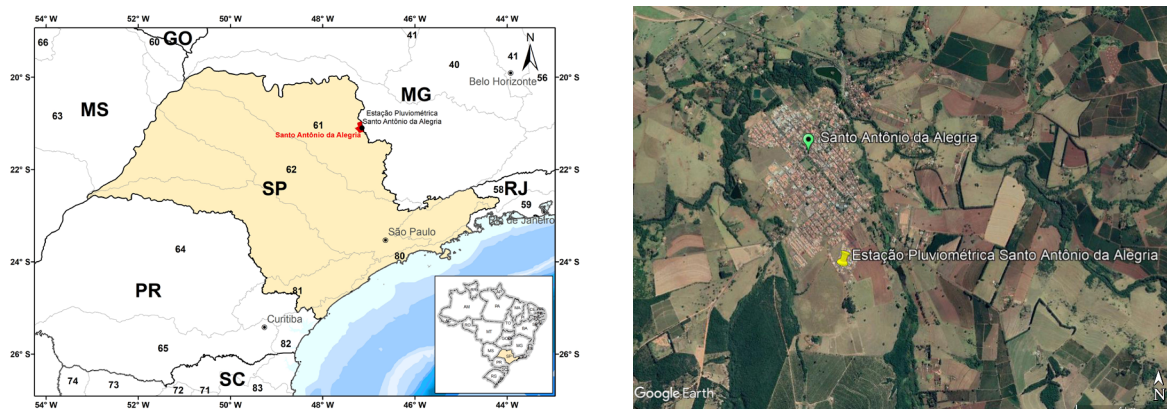 54° W
52° W
50° W
48° W
46° W
44° W
66
60
GO
41
N
40
41
56
20° S
20° S
Belo Horizonte
MS
MG
63
Estação Pluviométrica
Santo Antônio da Alegria
61
Santo Antônio da Alegria
22° S
22° S
62
SP
58
RJ
59
Rio de Janeiro
São Paulo
64
80
24° S
24° S
PR
81
Curitiba
82
65
26° S
26° S
SC
74
73
72
71
83
54° W
52° W
50° W
48° W
46° W
44° W
Santo Antônio da Alegria
Estação Pluviométrica Santo Antônio da Alegria
Google Earth
N